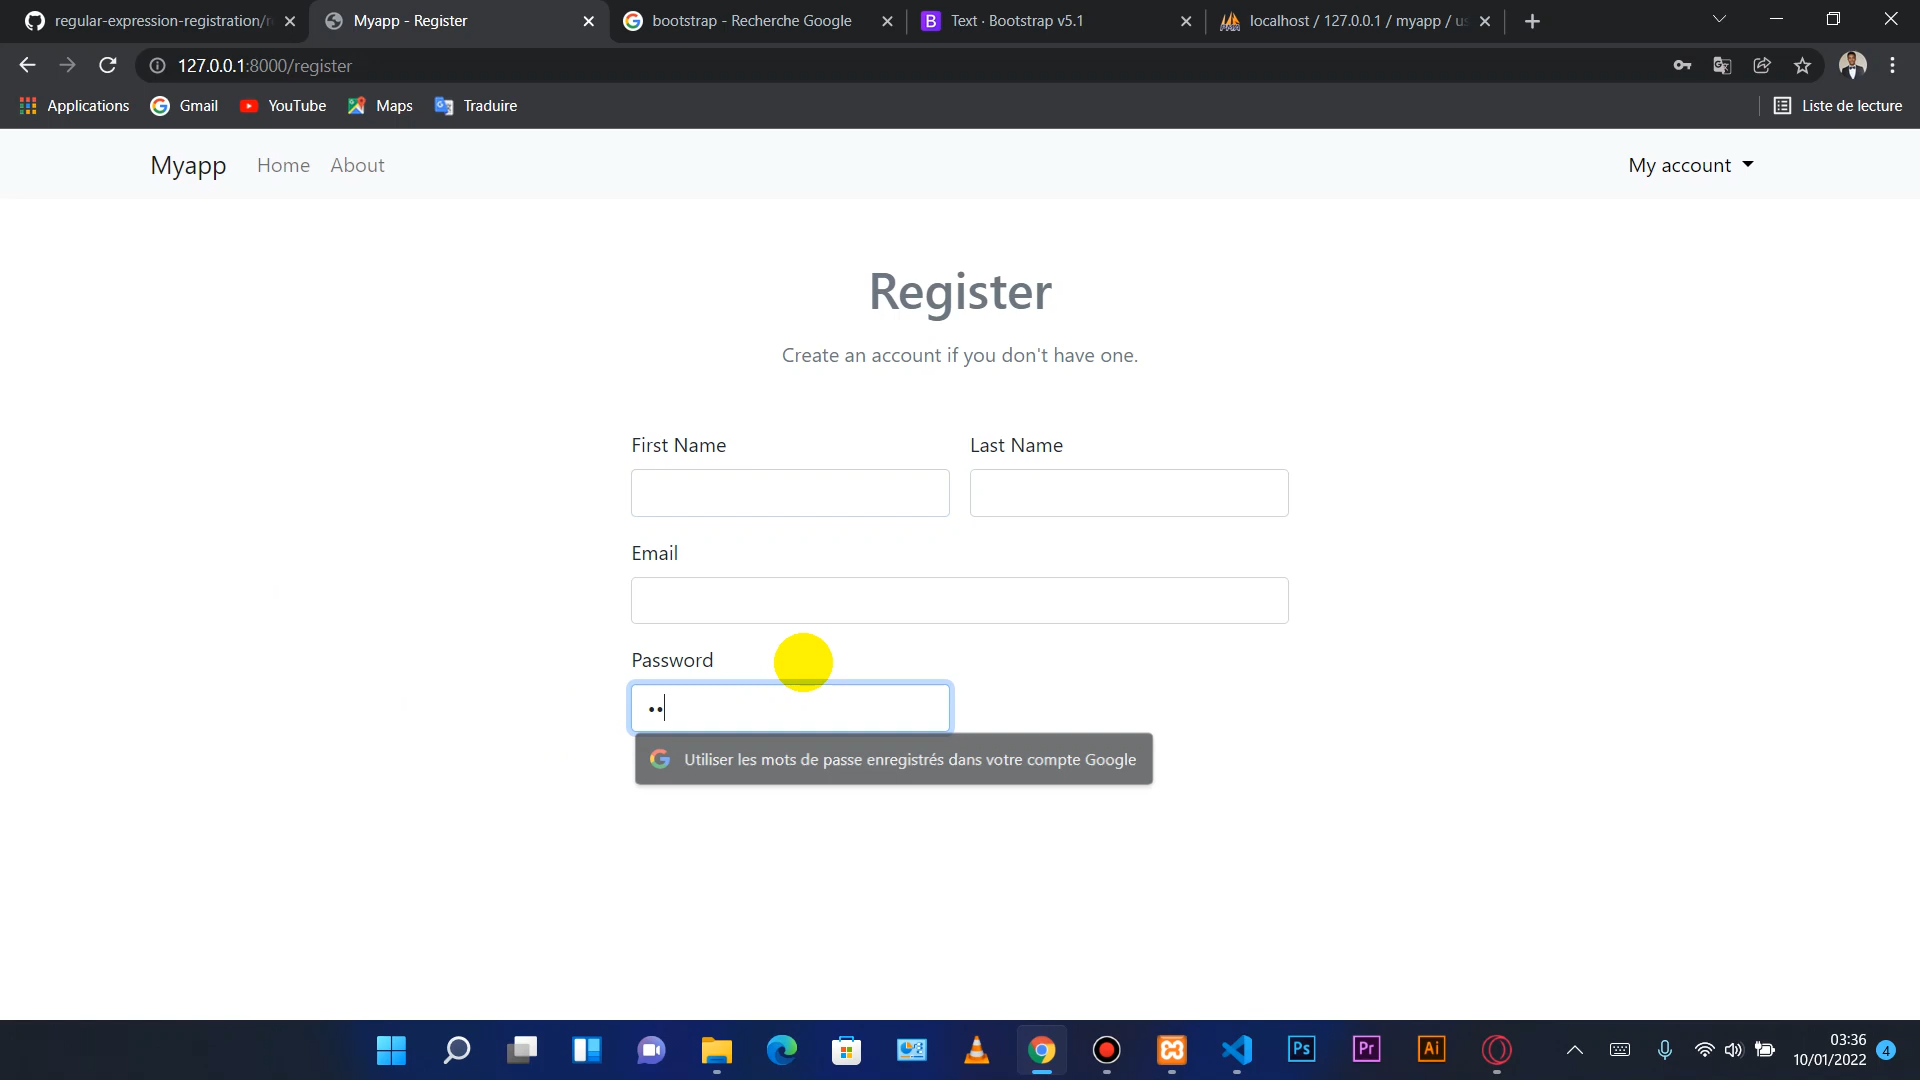 regular-expression-registration/r
Myapp - Register
bootstrap - Recherche Google
B Text · Bootstrap v5.1
localhost / 127.0.0.1 / myapp / us
127.0.0.1:8000/register
Applications
Gmail
YouTube
Maps
Traduire
Liste de lecture
Myapp
Home
About
My account
Register
Create an account if you don't have one.
First Name
Last Name
Email
Password
••
Utiliser les mots de passe enregistrés dans votre compte Google
Ps
Pr
Ai
03:36
10/01/2022
4